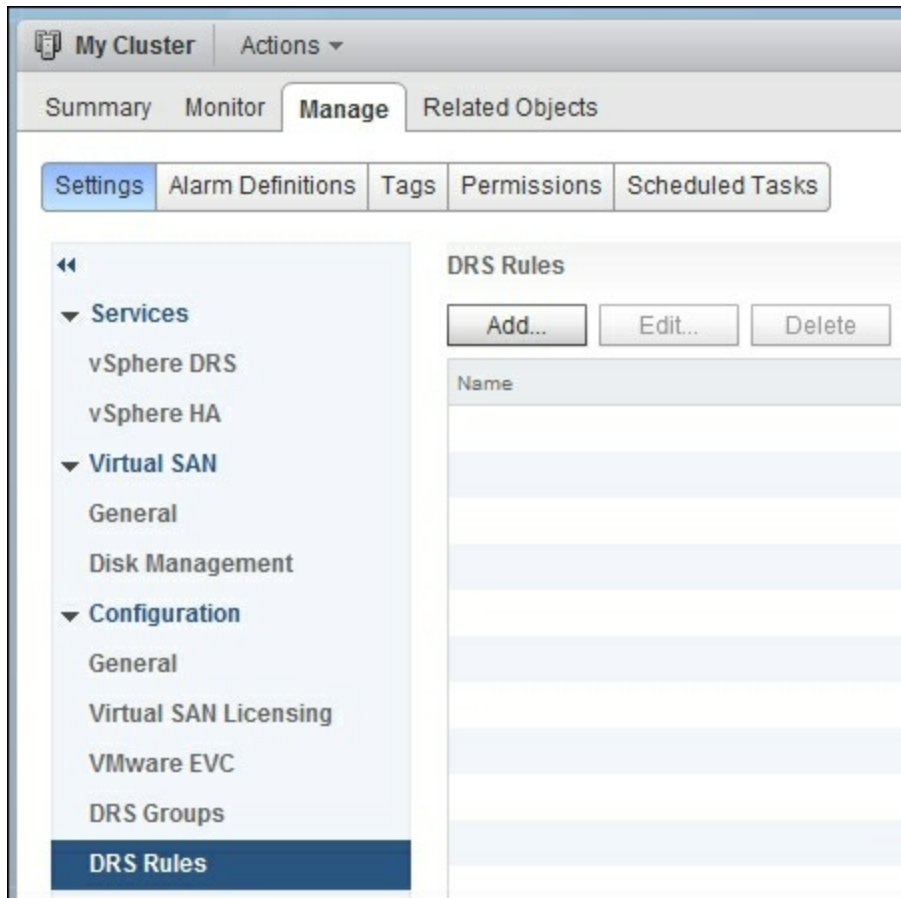 My Cluster Actions
Summary Monitor Manage Related Objects
Settings Alarm Definitions Tags Permissions Scheduled Tasks
DRS Rules
Services
Add... Edit... Delete
vSphere DRS
Name
vSphere HA
Virtual SAN
General
Disk Management
Configuration
General
Virtual SAN Licensing
VMware EVC
DRS Groups
DRS Rules